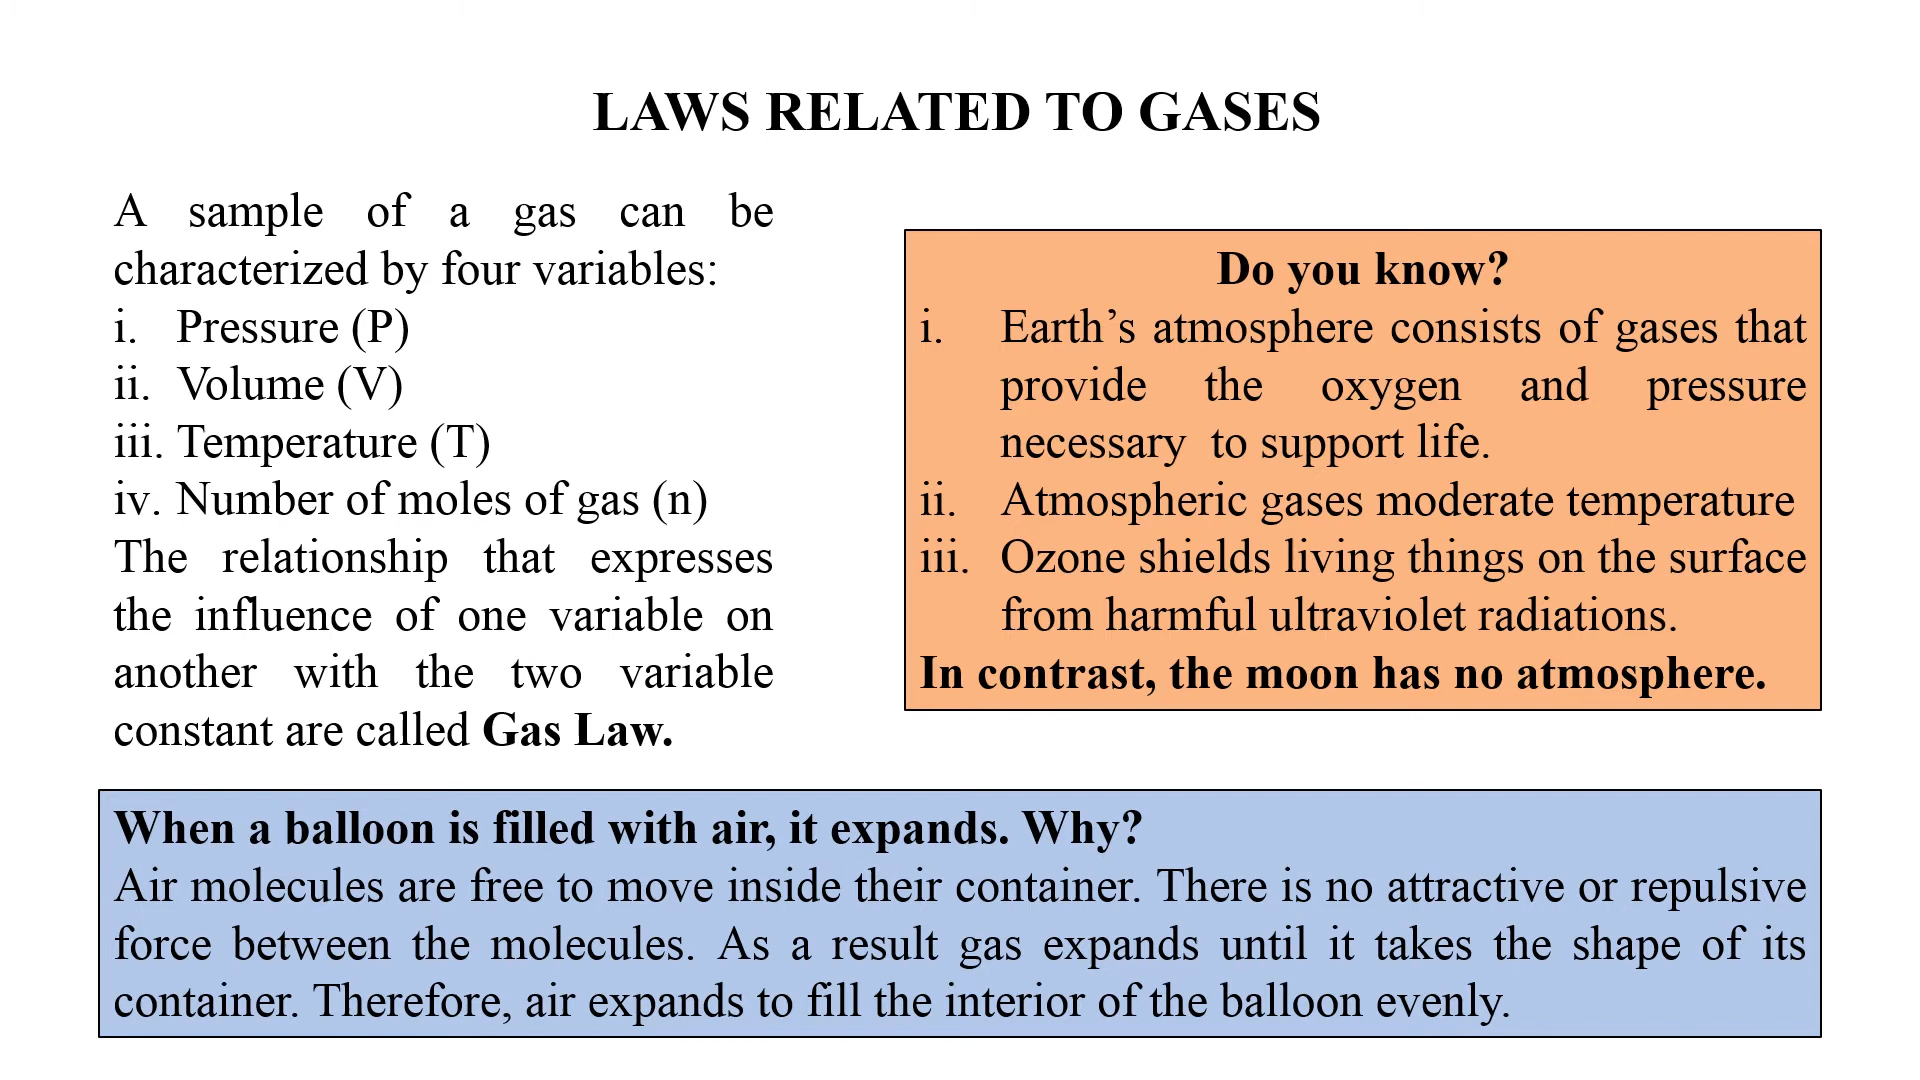 LAWS RELATED TO GASES
A sample of a gas can be
characterized by four variables:
i. Pressure (P)
ii. Volume (V)
iii. Temperature (T)
iv. Number of moles of gas (n)
The relationship that expresses
the influence of one variable on
another with the two variable
constant are called Gas Law.
Do you know?
i. Earth’s atmosphere consists of gases that
provide the oxygen and pressure
necessary to support life.
ii. Atmospheric gases moderate temperature
iii. Ozone shields living things on the surface
from harmful ultraviolet radiations.
In contrast, the moon has no atmosphere.
When a balloon is filled with air, it expands. Why?
Air molecules are free to move inside their container. There is no attractive or repulsive
force between the molecules. As a result gas expands until it takes the shape of its
container. Therefore, air expands to fill the interior of the balloon evenly.